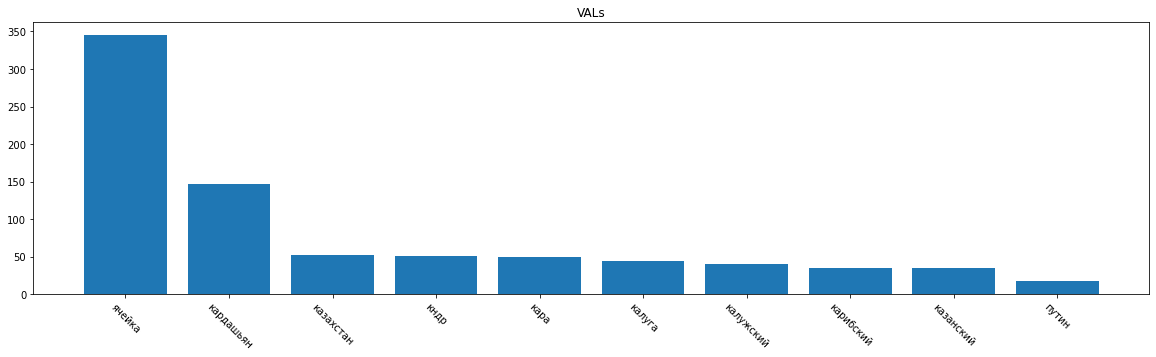 VALs
350
300
250
200
150
100
50
0
ячейка
кардашьян
казахстан
кндр
кара
калуга
калужский
карибский
казанский
путин